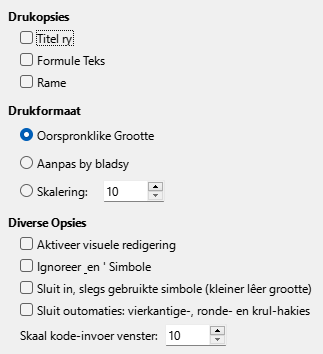 Drukopsies
Titel ry
Formule Teks
Rame
Drukformaat
Oorspronklike Grootte
Aanpas by bladsy
Skalering: 10
Diverse Opsies
Aktiveer visuele redigering
Ignoreer _en ' Simbole
Sluit in, slegs gebruikte simbole (kleiner lêer grootte)
Sluit outomaties: vierkantige-, ronde- en krul-hakies
Skaal kode-invoer venster: 10